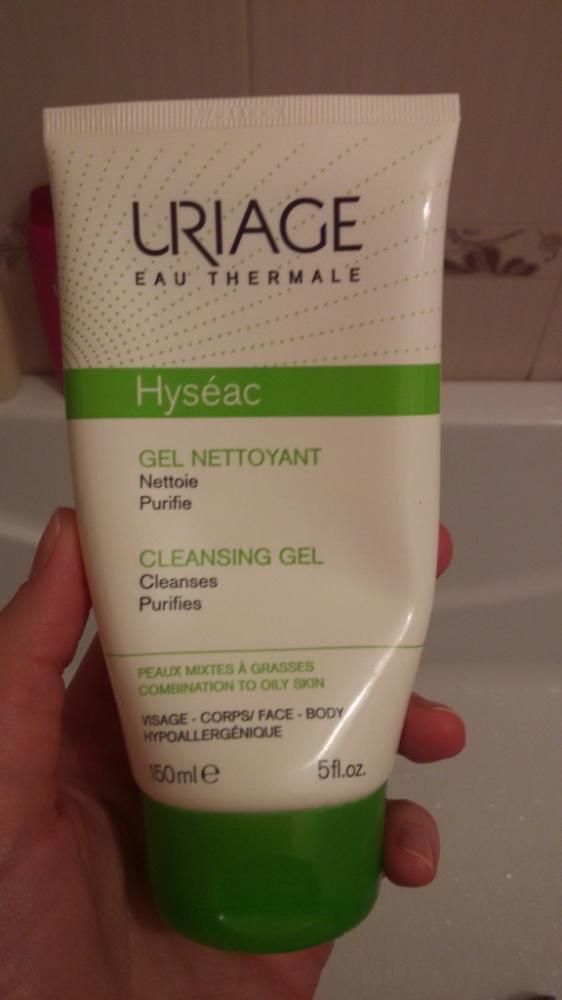 URIAGE
EAU THERMALE
Hyséac
GEL NETTOYANT
Nettoie
Purifie
CLEANSING GEL
Cleanses
Purifies
PEAUX MIXTES À GRASSES
COMBINATION TO OILY SKIN
VISAGE - CORPS/ FACE - BODY
HYPOALLERGÉNIQUE
150ml e 5fl.oz.